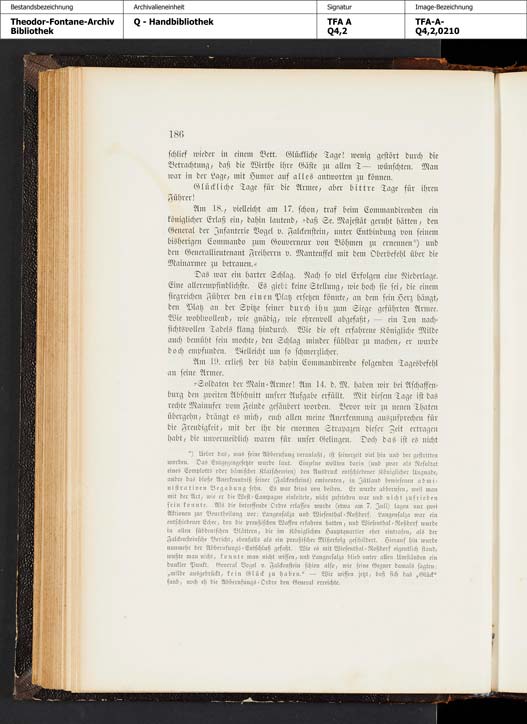 Bestandsbezeichnung
Archivalieneinheit
Signatur
Image-Bezeichnung
Theodor-Fontane-Archiv
Bibliothek
Q - Handbibliothek
TFA A
Q4,2
TFA-A-
Q4,2,0210
186
schlief wieder in einem Bett. Glückliche Tage! wenig gestört durch die
Betrachtung, daß die Wirthe ihre Gäste zu allen T— wünschten. Man
war in der Lage, mit Humor auf alles antworten zu können.
Glückliche Tage für die Armee, aber bittre Tage für ihren
Führer!
Am 18., vielleicht am 17. schon, traf beim Commandirenden ein
königlicher Erlaß ein, dahin lautend, »daß Se. Majestät geruht hätten, den
General der Infanterie Vogel v. Falckenstein, unter Entbindung von seinem
bisherigen Commando zum Gouverneur von Böhmen zu ernennen*) und
den Generallieutenant Freiherrn v. Manteuffel mit dem Oberbefehl über die
Mainarmee zu betrauen.«
Das war ein harter Schlag. Nach so viel Erfolgen eine Niederlage.
Eine allerempfindlichste. Es giebt keine Stellung, wie hoch sie sei, die einem
siegreichen Führer den einen Platz ersetzen könnte, an dem sein Herz hängt,
den Platz an der Spitze seiner durch ihn zum Siege geführten Armee.
Wie wohlwollend, wie gnädig, wie ehrenvoll abgefaßt, — ein Ton nach-
sichtsvollen Tadels klang hindurch. Wie die oft erfahrene Königliche Milde
auch bemüht sein mochte, den Schlag minder fühlbar zu machen, er wurde
doch empfunden. Vielleicht um so schmerzlicher.
Am 19. erließ der bis dahin Commandirende folgenden Tagesbefehl
an seine Armee.
»Soldaten der Main-Armee! Am 14. d. M. haben wir bei Aschaffen-
burg den zweiten Abschnitt unsrer Aufgabe erfüllt. Mit diesem Tage ist das
rechte Mainufer vom Feinde gesäubert worden. Bevor wir zu neuen Thaten
übergehn, drängt es mich, euch allen meine Anerkennung auszusprechen für
die Freudigkeit, mit der ihr die enormen Strapazen dieser Zeit ertragen
habt, die unvermeidlich waren für unser Gelingen. Doch das ist es nicht
*) Ueber das, was seine Abberufung veranlaßt, ist seinerzeit viel hin und her gestritten
worden. Das Entgegengesetzte wurde laut. Einzelne wollten darin (und zwar als Resultat
eines Complotts oder höfischer Klatschereien) den Ausdruck entschiedener Königlicher Ungnade,
andre das bloße Anerkenntniß seiner (Falckensteins) eminenten, in Jütland bewiesenen admi-
nistrativen Begabung sehn. Es war keins von beiden. Er wurde abberufen, weil man
mit der Art, wie er die West-Campagne einleitete, nicht zufrieden war und nicht zufrieden
sein konnte. Als die betreffende Ordre erlassen wurde (etwa am 7. Juli) lagen nur zwei
Aktionen zur Beurtheilung vor: Langensalza und Wiesenthal-Roßdorf. Langensalza war ein
entschiedener Echec, den die preußischen Waffen erfahren hatten; und Wiesenthal-Roßdorf wurde
in allen süddeutschen Blättern, die im Königlichen Hauptquartier eher eintrafen, als der
Falckensteinsche Bericht, ebenfalls als ein preußischer Mißerfolg geschildert. Hierauf hin wurde
nunmehr der Abberufungs-Entschluß gefaßt. Wie es mit Wiesenthal-Roßdorf eigentlich stand,
wußte man nicht, konnte man nicht wissen, und Langensalza blieb unter allen Umständen ein
dunkler Punkt. General Vogel v. Falckenstein schien also, wie seine Gegner damals sagten:
„milde ausgedrückt, kein Glück zu haben.“ — Wir wissen jetzt, daß sich das „Glück“
fand, noch eh die Abberufungs-Ordre den General erreichte.